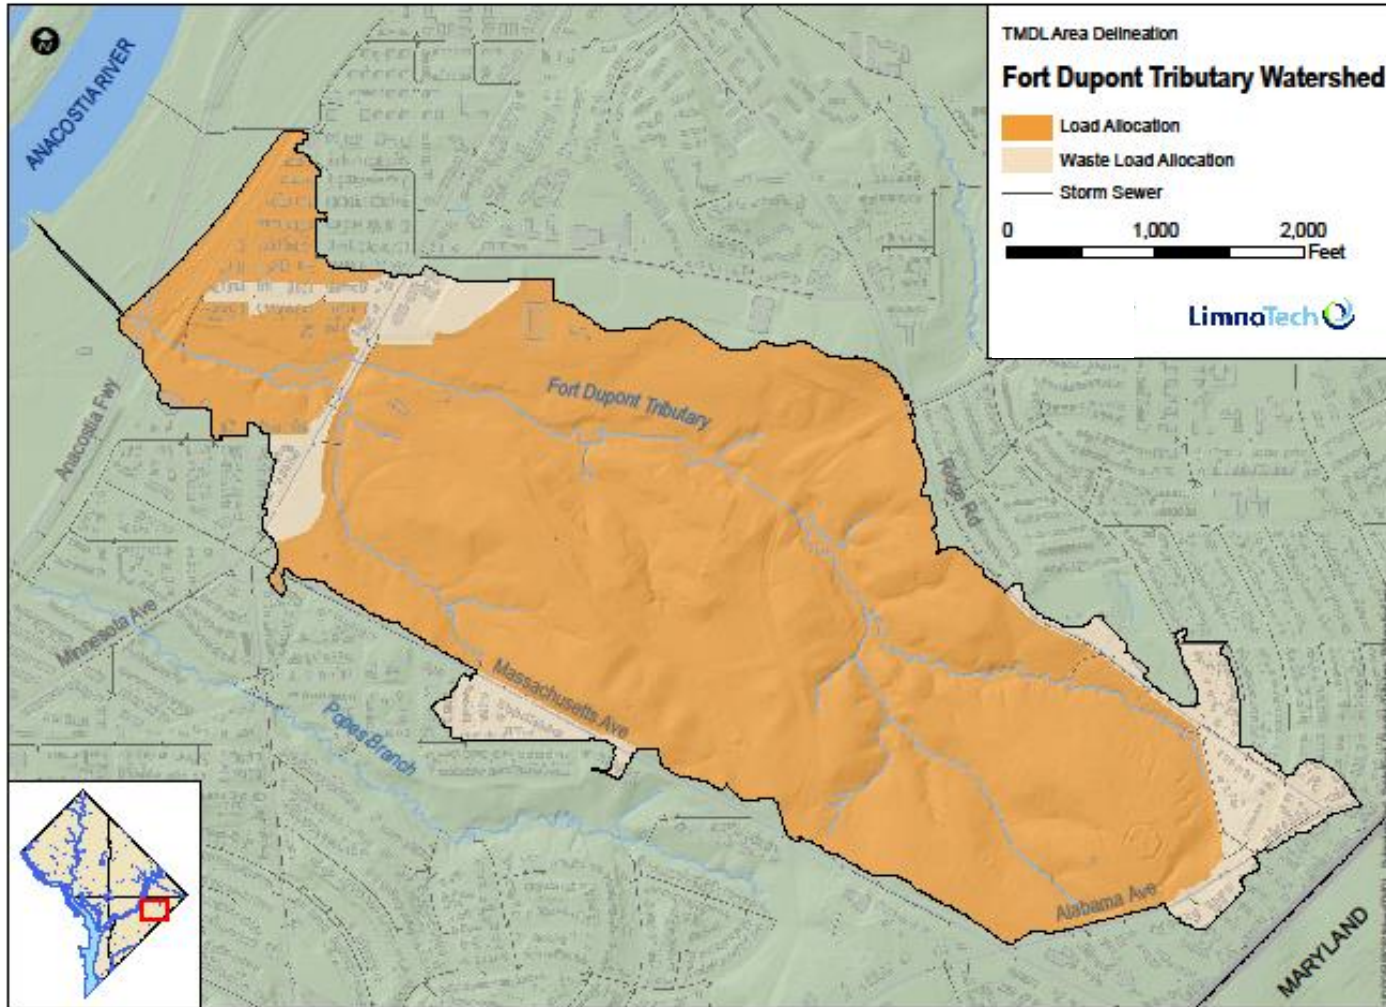 TMDL Area Delineation
Fort Dupont Tributary Watershed
Load Allocation
Waste Load Allocation
Storm Sewer
0 1,000 2,000
Feet
LimnoTech
N
ANACOSTIA RIVER
Anacostia Fwy
Fort Dupont Tributary
Ridge Rd
Minnesota Ave
Massachusetts Ave
Popes Branch
Alabama Ave
MARYLAND